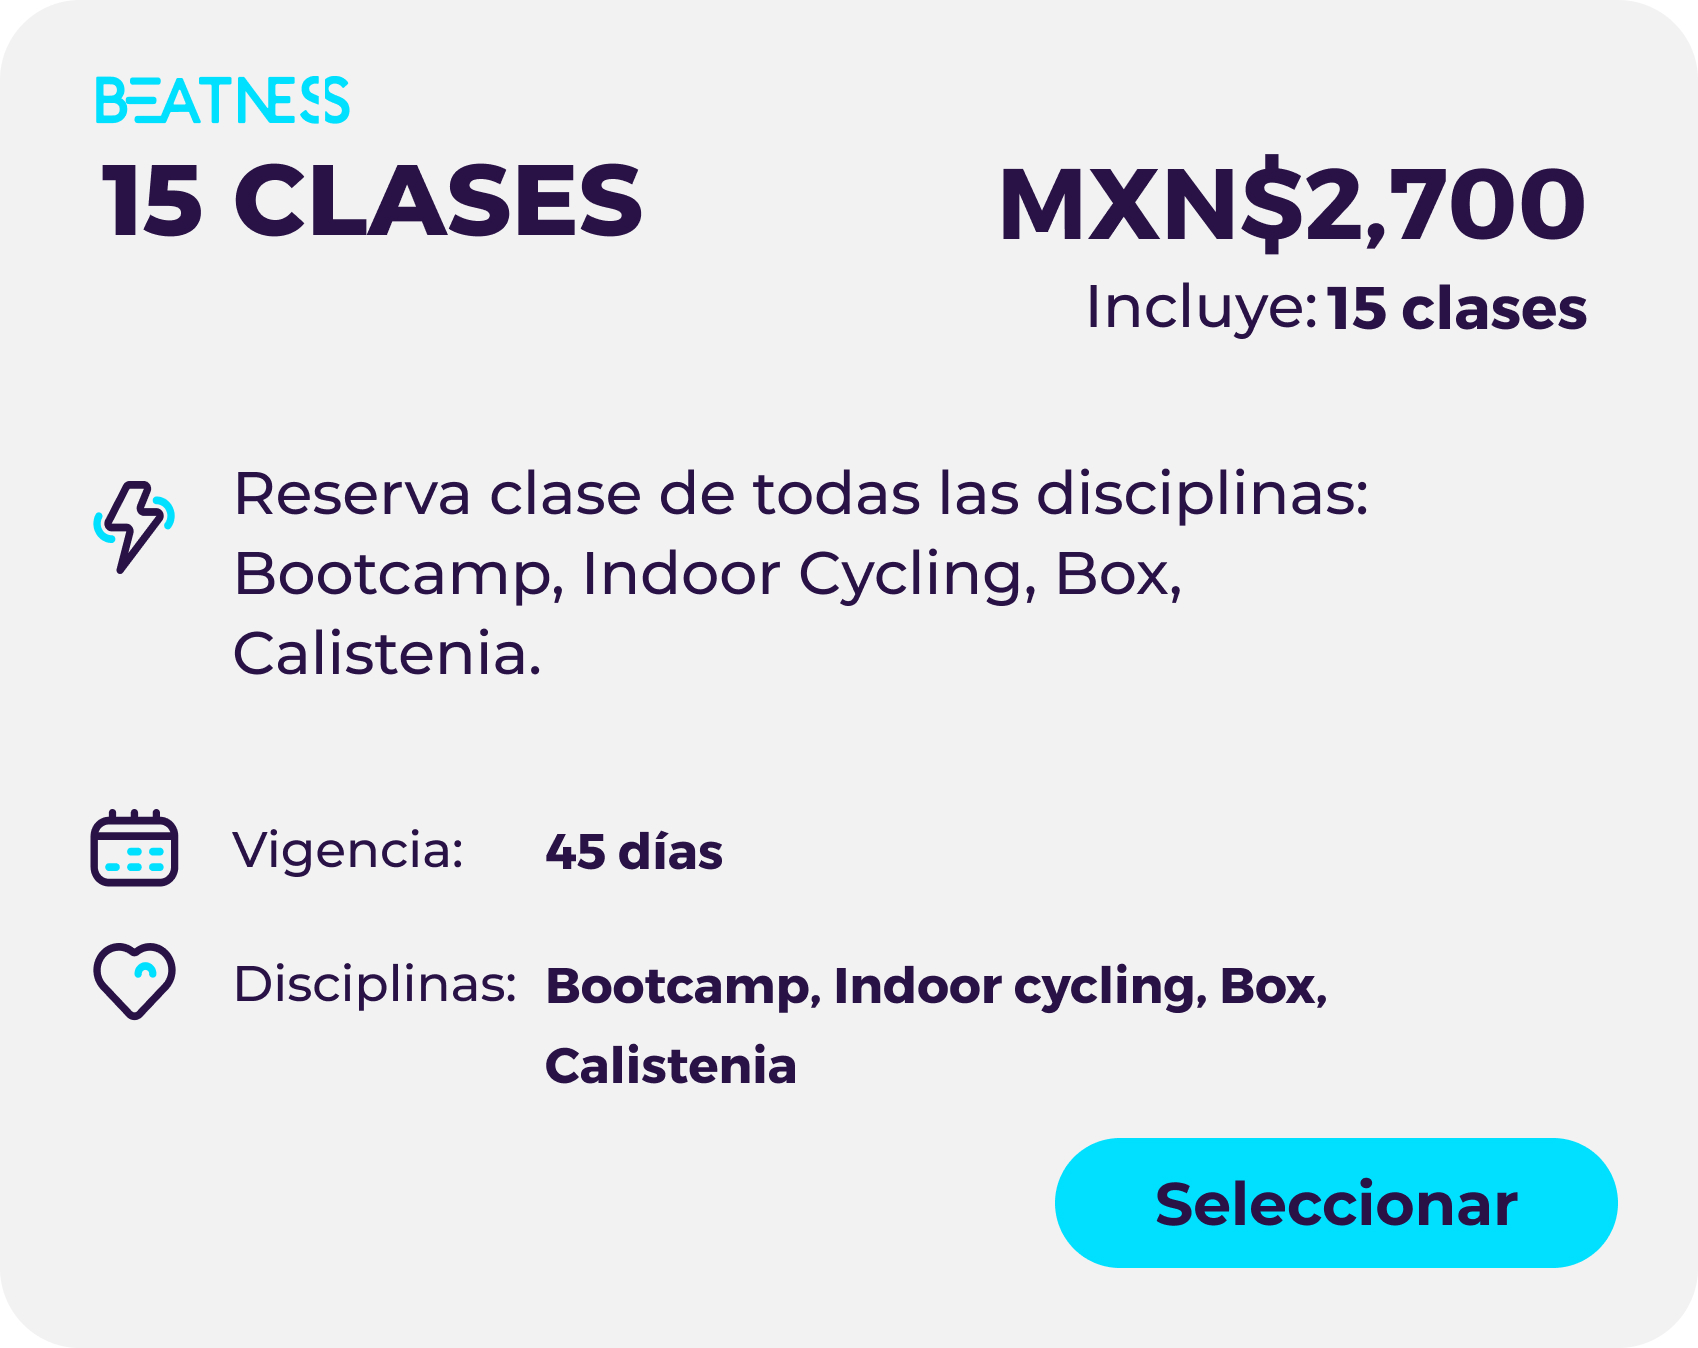 BEATNESS
15 CLASES
MXN$2,700
Incluye: 15 clases
Reserva clase de todas las disciplinas:
Bootcamp, Indoor Cycling, Box,
Calistenia.
Vigencia: 45 días
Disciplinas: Bootcamp, Indoor cycling, Box,
Calistenia
Seleccionar